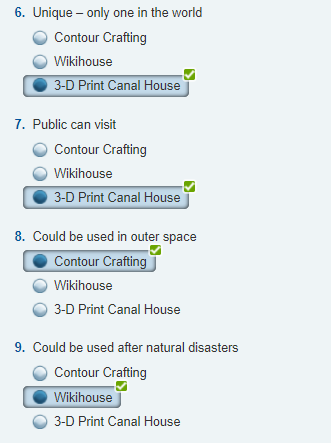 6. Unique – only one in the world
Contour Crafting
Wikihouse
3-D Print Canal House
7. Public can visit
Contour Crafting
Wikihouse
3-D Print Canal House
8. Could be used in outer space
Contour Crafting
Wikihouse
3-D Print Canal House
9. Could be used after natural disasters
Contour Crafting
Wikihouse
3-D Print Canal House